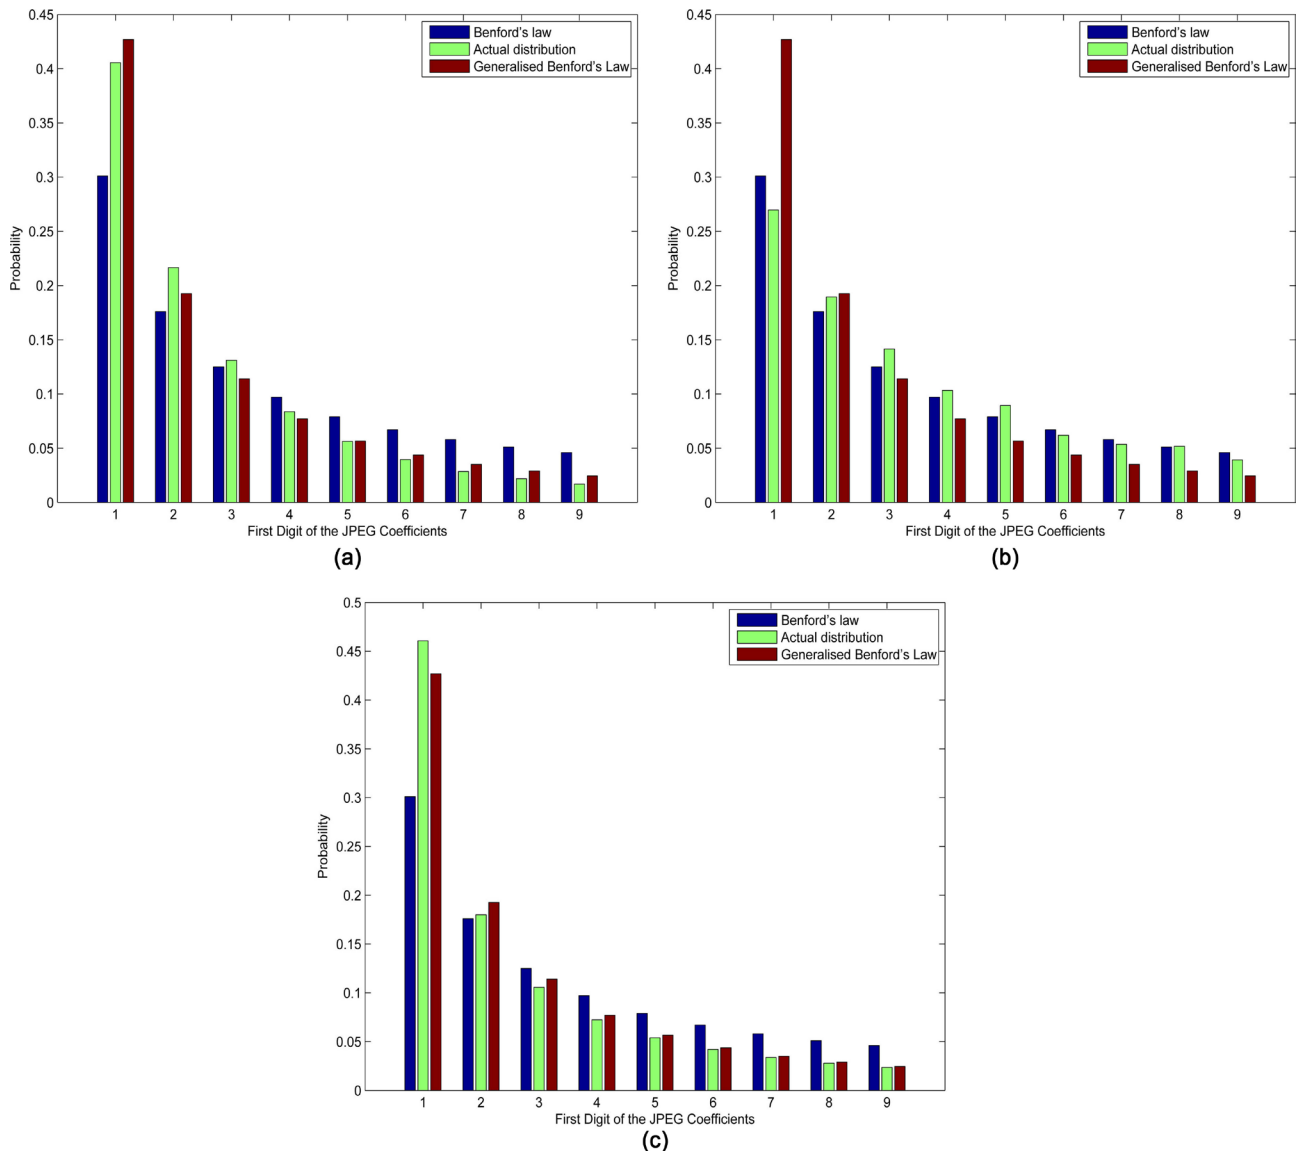 0.45
0.4
0.35
0.3
0.25
0.2
0.15
0.1
0.05
0
Probability
Benford's law
Actual distribution
Generalised Benford's Law
1 2 3 4 5 6 7 8 9
First Digit of the JPEG Coefficients
(a)
0.45
0.4
0.35
0.3
0.25
0.2
0.15
0.1
0.05
0
Probability
Benford's law
Actual distribution
Generalised Benford's Law
1 2 3 4 5 6 7 8 9
First Digit of the JPEG Coefficients
(b)
0.5
0.45
0.4
0.35
0.3
0.25
0.2
0.15
0.1
0.05
0
Probability
Benford's law
Actual distribution
Generalised Benford's Law
1 2 3 4 5 6 7 8 9
First Digit of the JPEG Coefficients
(c)